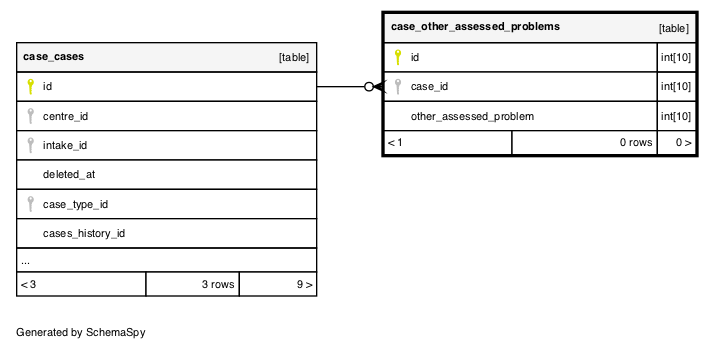 case_cases [table]
id
centre_id
intake_id
deleted_at
case_type_id
cases_history_id
...
< 3 3 rows 9 >
case_other_assessed_problems [table]
id int[10]
case_id int[10]
other_assessed_problem int[10]
< 1 0 rows 0 >
Generated by SchemaSpy